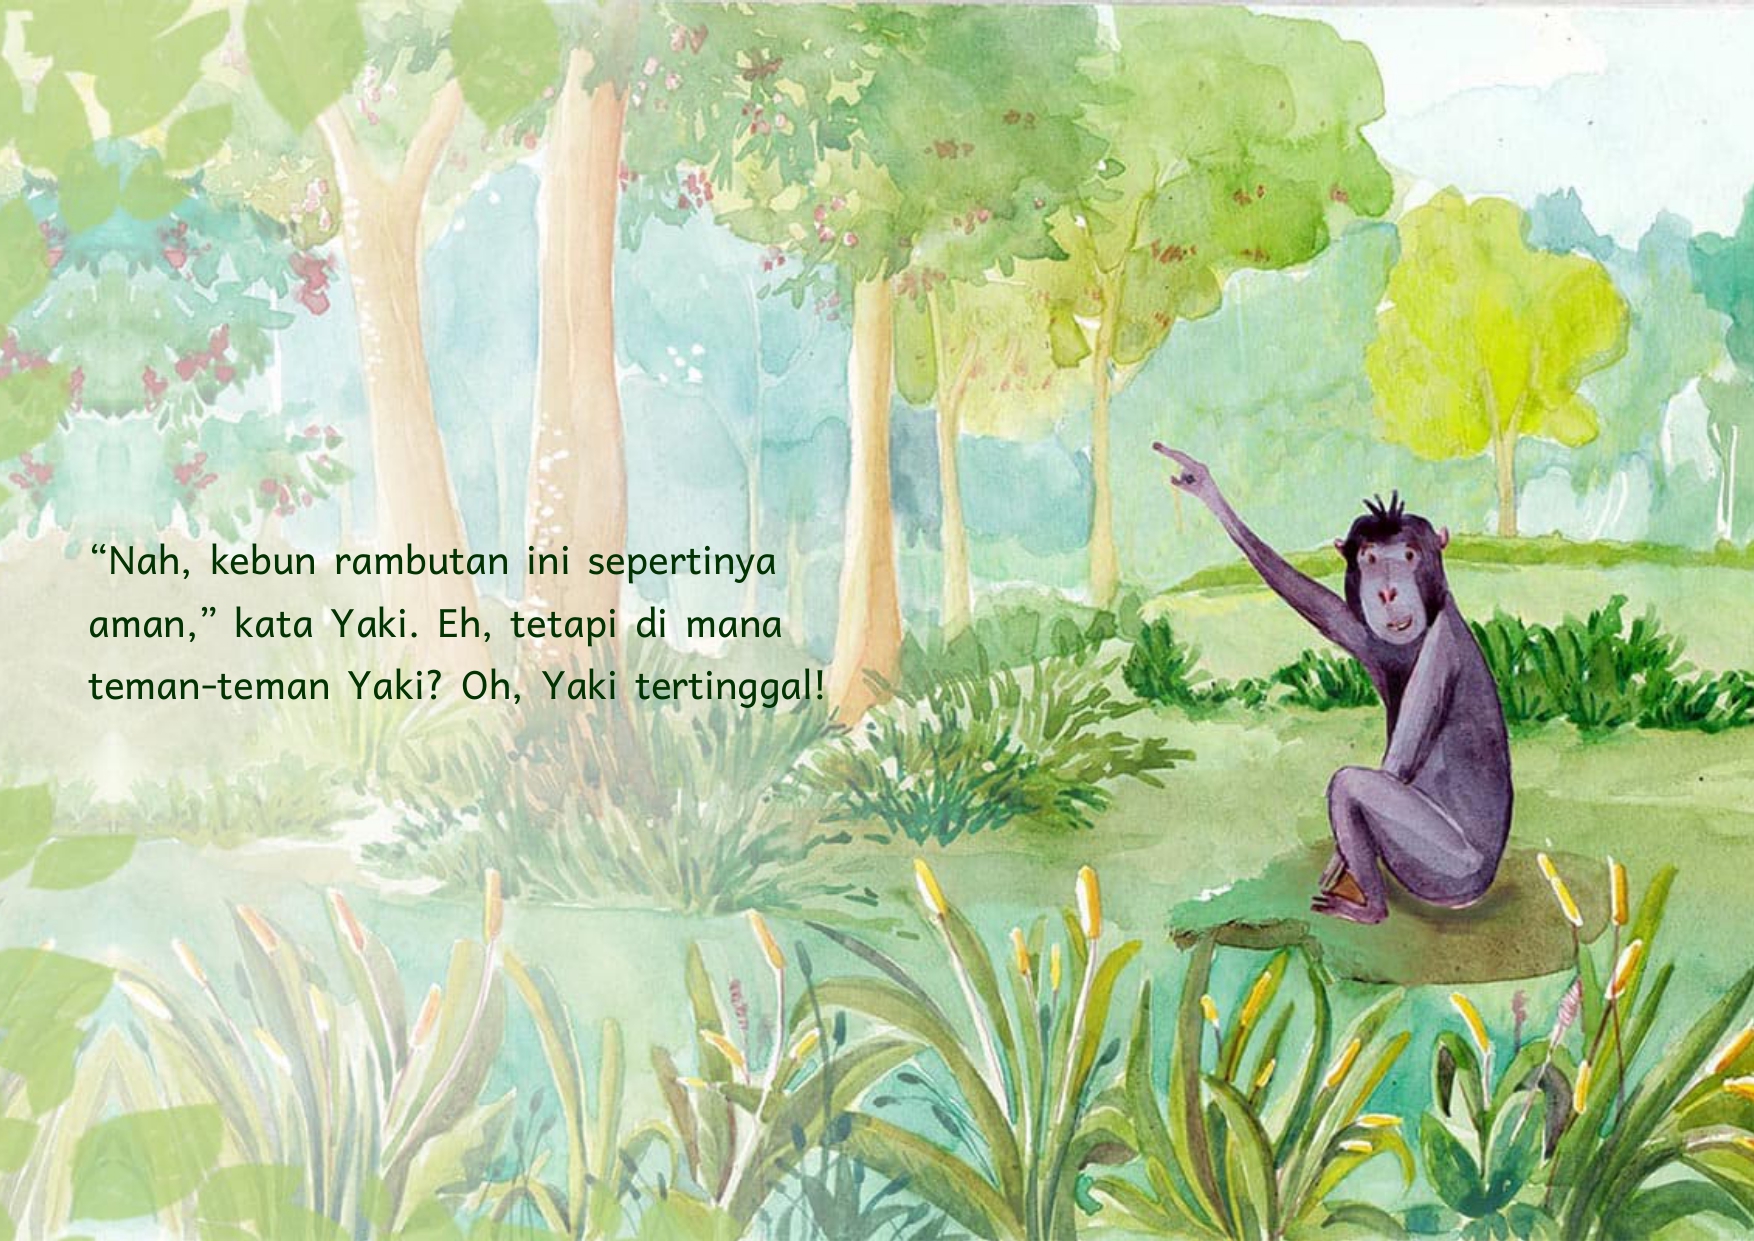 “Nah, kebun rambutan ini sepertinya
aman,” kata Yaki. Eh, tetapi di mana
teman-teman Yaki? Oh, Yaki tertinggal!